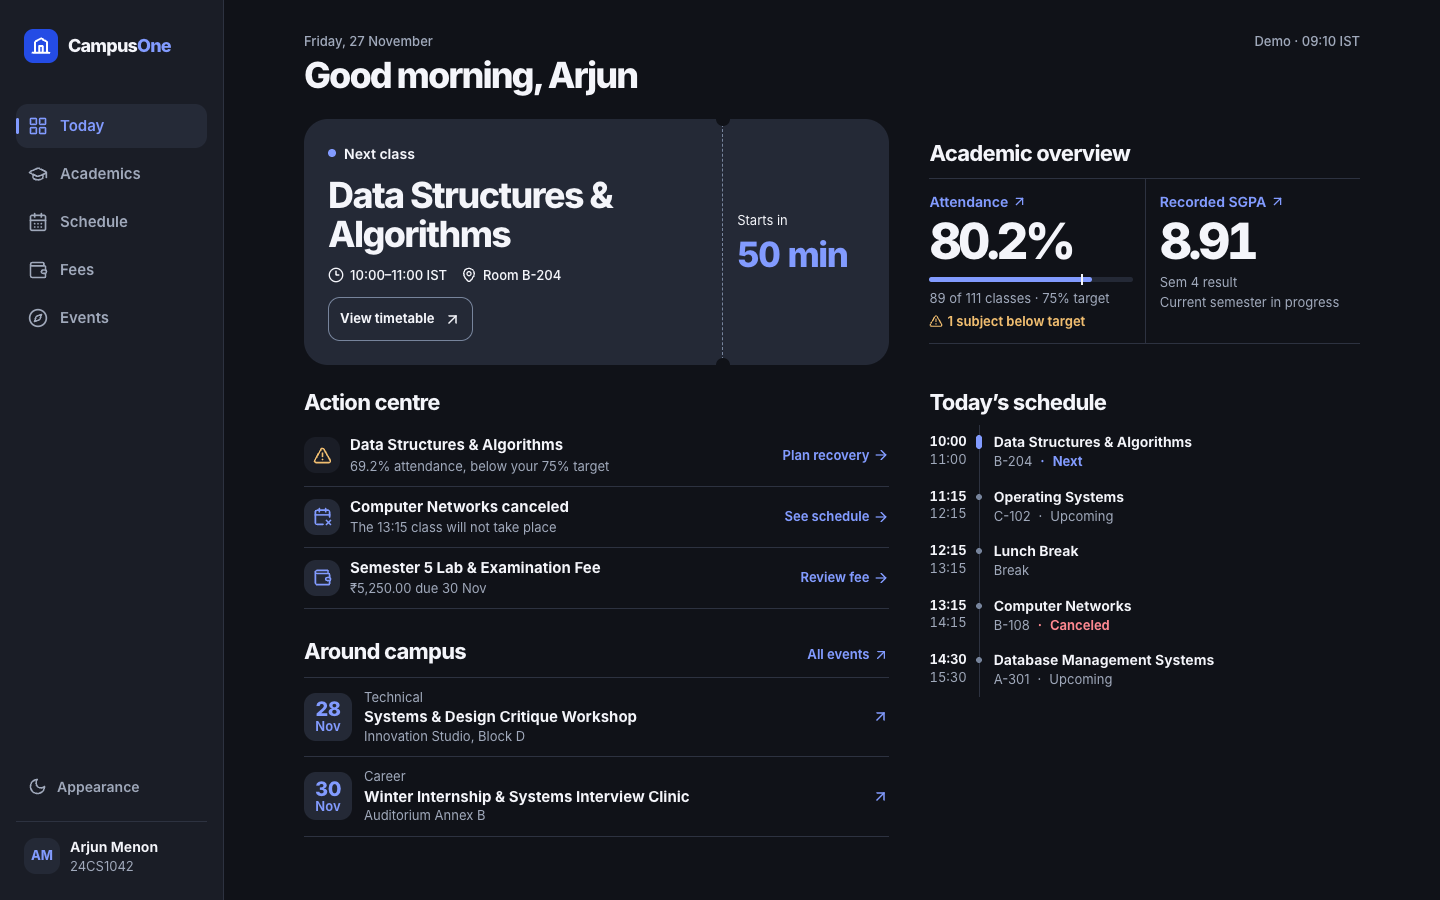 CampusOne
Today
Academics
Schedule
Fees
Events
Appearance
AM
Arjun Menon
24CS1042
Friday, 27 November
Demo · 09:10 IST
Good morning, Arjun
Next class
Data Structures &
Algorithms
10:00–11:00 IST
Room B-204
View timetable
Starts in
50 min
Academic overview
Attendance
80.2%
89 of 111 classes · 75% target
1 subject below target
Recorded SGPA
8.91
Sem 4 result
Current semester in progress
Action centre
Data Structures & Algorithms
69.2% attendance, below your 75% target
Plan recovery
Computer Networks canceled
The 13:15 class will not take place
See schedule
Semester 5 Lab & Examination Fee
₹5,250.00 due 30 Nov
Review fee
Around campus
All events
28
Nov
Technical
Systems & Design Critique Workshop
Innovation Studio, Block D
30
Nov
Career
Winter Internship & Systems Interview Clinic
Auditorium Annex B
Today’s schedule
10:00
11:00
Data Structures & Algorithms
B-204 · Next
11:15
12:15
Operating Systems
C-102 · Upcoming
12:15
13:15
Lunch Break
Break
13:15
14:15
Computer Networks
B-108 · Canceled
14:30
15:30
Database Management Systems
A-301 · Upcoming